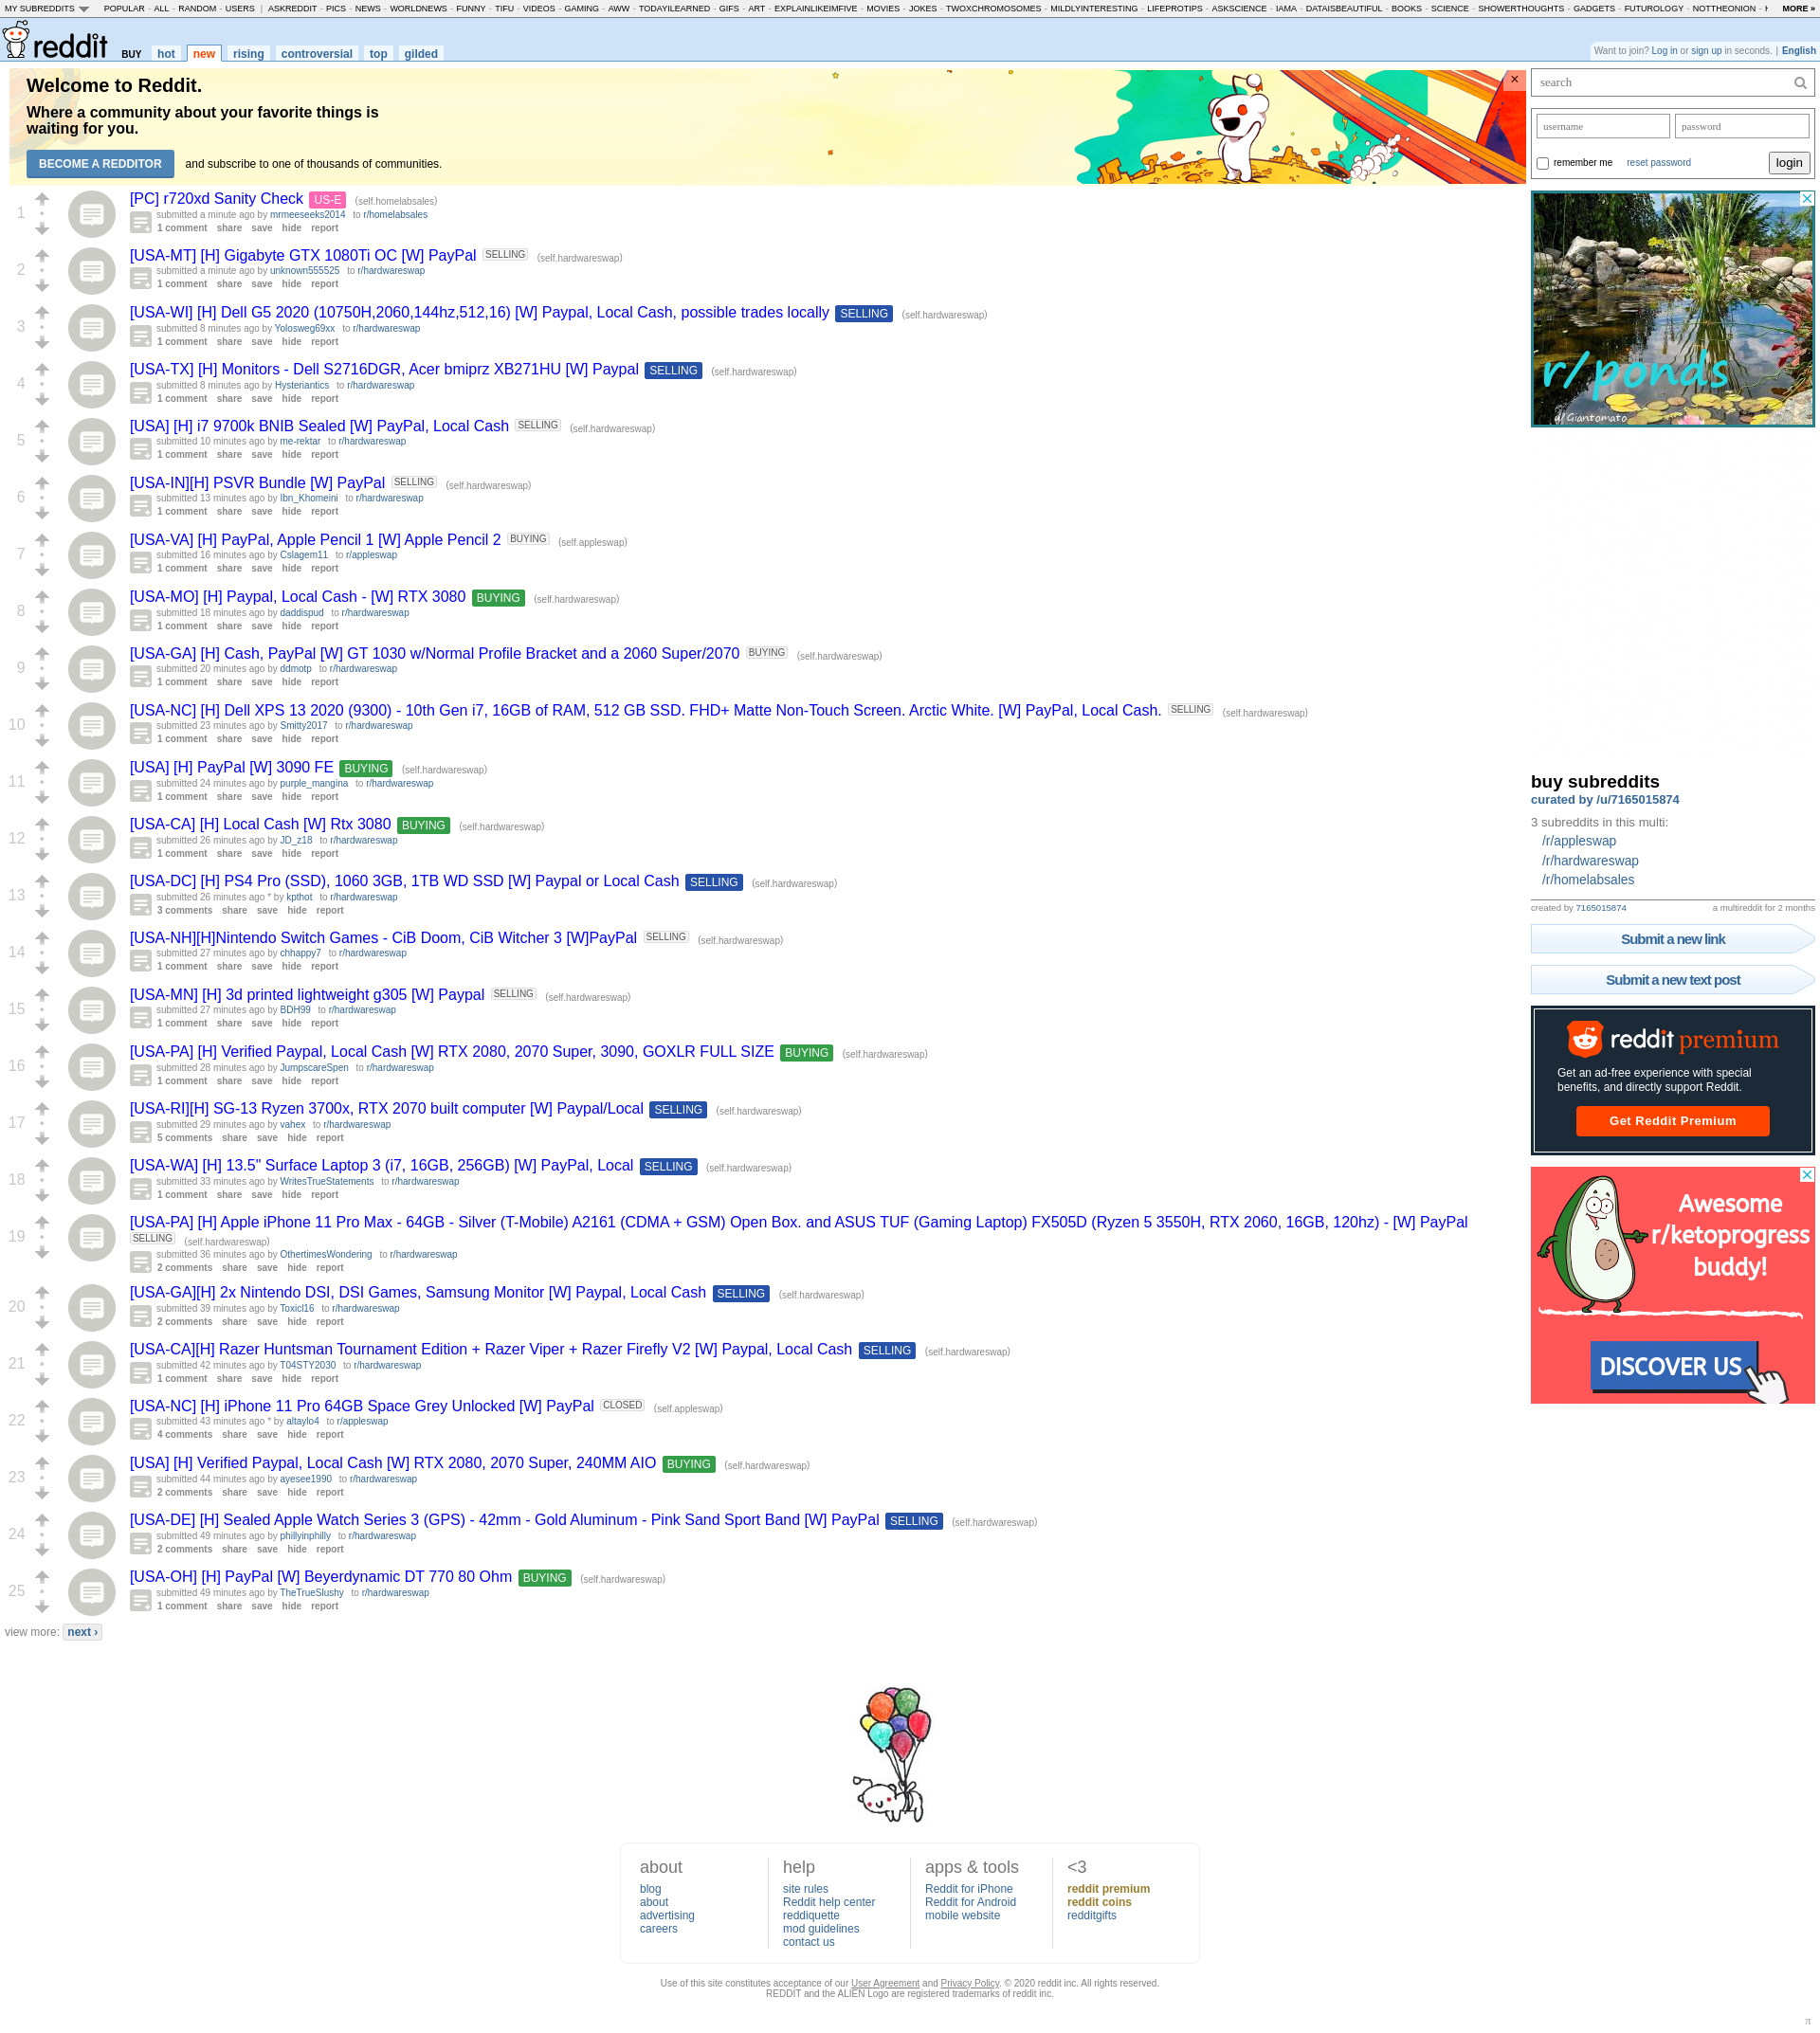 MY SUBREDDITS POPULAR - ALL - RANDOM - USERS | ASKREDDIT - PICS - NEWS - WORLDNEWS - FUNNY - TIFU - VIDEOS - GAMING - AWW - TODAYILEARNED - GIFS - ART - EXPLAINLIKEIMFIVE - MOVIES - JOKES - TWOXCHROMOSOMES - MILDLYINTERESTING - LIFEPROTIPS - ASKSCIENCE - IAMA - DATAISBEAUTIFUL - BOOKS - SCIENCE - SHOWERTHOUGHTS - GADGETS - FUTUROLOGY - NOTTHEONION - MORE »
reddit BUY hot new rising controversial top gilded
Want to join? Log in or sign up in seconds. | English
Welcome to Reddit.
Where a community about your favorite things is
waiting for you.
BECOME A REDDITOR and subscribe to one of thousands of communities.
1 [PC] r720xd Sanity Check US-E (self.homelabsales)
submitted a minute ago by mrmeeseeks2014 to r/homelabsales
1 comment share save hide report
2 [USA-MT] [H] Gigabyte GTX 1080Ti OC [W] PayPal SELLING (self.hardwareswap)
submitted a minute ago by unknown555525 to r/hardwareswap
1 comment share save hide report
3 [USA-WI] [H] Dell G5 2020 (10750H,2060,144hz,512,16) [W] Paypal, Local Cash, possible trades locally SELLING (self.hardwareswap)
submitted 8 minutes ago by Yolosweg69xx to r/hardwareswap
1 comment share save hide report
4 [USA-TX] [H] Monitors - Dell S2716DGR, Acer bmiprz XB271HU [W] Paypal SELLING (self.hardwareswap)
submitted 8 minutes ago by Hysteriantics to r/hardwareswap
1 comment share save hide report
5 [USA] [H] i7 9700k BNIB Sealed [W] PayPal, Local Cash SELLING (self.hardwareswap)
submitted 10 minutes ago by me-rektar to r/hardwareswap
1 comment share save hide report
6 [USA-IN][H] PSVR Bundle [W] PayPal SELLING (self.hardwareswap)
submitted 13 minutes ago by Ibn_Khomeini to r/hardwareswap
1 comment share save hide report
7 [USA-VA] [H] PayPal, Apple Pencil 1 [W] Apple Pencil 2 BUYING (self.appleswap)
submitted 16 minutes ago by Cslagem11 to r/appleswap
1 comment share save hide report
8 [USA-MO] [H] Paypal, Local Cash - [W] RTX 3080 BUYING (self.hardwareswap)
submitted 18 minutes ago by daddispud to r/hardwareswap
1 comment share save hide report
9 [USA-GA] [H] Cash, PayPal [W] GT 1030 w/Normal Profile Bracket and a 2060 Super/2070 BUYING (self.hardwareswap)
submitted 20 minutes ago by ddmotp to r/hardwareswap
1 comment share save hide report
10 [USA-NC] [H] Dell XPS 13 2020 (9300) - 10th Gen i7, 16GB of RAM, 512 GB SSD. FHD+ Matte Non-Touch Screen. Arctic White. [W] PayPal, Local Cash. SELLING (self.hardwareswap)
submitted 23 minutes ago by Smitty2017 to r/hardwareswap
1 comment share save hide report
11 [USA] [H] PayPal [W] 3090 FE BUYING (self.hardwareswap)
submitted 24 minutes ago by purple_mangina to r/hardwareswap
1 comment share save hide report
12 [USA-CA] [H] Local Cash [W] Rtx 3080 BUYING (self.hardwareswap)
submitted 26 minutes ago by JD_z18 to r/hardwareswap
1 comment share save hide report
13 [USA-DC] [H] PS4 Pro (SSD), 1060 3GB, 1TB WD SSD [W] Paypal or Local Cash SELLING (self.hardwareswap)
submitted 26 minutes ago * by kpthot to r/hardwareswap
3 comments share save hide report
14 [USA-NH][H]Nintendo Switch Games - CiB Doom, CiB Witcher 3 [W]PayPal SELLING (self.hardwareswap)
submitted 27 minutes ago by chhappy7 to r/hardwareswap
1 comment share save hide report
15 [USA-MN] [H] 3d printed lightweight g305 [W] Paypal SELLING (self.hardwareswap)
submitted 27 minutes ago by BDH99 to r/hardwareswap
1 comment share save hide report
16 [USA-PA] [H] Verified Paypal, Local Cash [W] RTX 2080, 2070 Super, 3090, GOXLR FULL SIZE BUYING (self.hardwareswap)
submitted 28 minutes ago by JumpscareSpen to r/hardwareswap
1 comment share save hide report
17 [USA-RI][H] SG-13 Ryzen 3700x, RTX 2070 built computer [W] Paypal/Local SELLING (self.hardwareswap)
submitted 29 minutes ago by vahex to r/hardwareswap
5 comments share save hide report
18 [USA-WA] [H] 13.5" Surface Laptop 3 (i7, 16GB, 256GB) [W] PayPal, Local SELLING (self.hardwareswap)
submitted 33 minutes ago by WritesTrueStatements to r/hardwareswap
1 comment share save hide report
19 [USA-PA] [H] Apple iPhone 11 Pro Max - 64GB - Silver (T-Mobile) A2161 (CDMA + GSM) Open Box. and ASUS TUF (Gaming Laptop) FX505D (Ryzen 5 3550H, RTX 2060, 16GB, 120hz) - [W] PayPal
SELLING (self.hardwareswap)
submitted 36 minutes ago by OthertimesWondering to r/hardwareswap
2 comments share save hide report
20 [USA-GA][H] 2x Nintendo DSI, DSI Games, Samsung Monitor [W] Paypal, Local Cash SELLING (self.hardwareswap)
submitted 39 minutes ago by Toxicl16 to r/hardwareswap
2 comments share save hide report
21 [USA-CA][H] Razer Huntsman Tournament Edition + Razer Viper + Razer Firefly V2 [W] Paypal, Local Cash SELLING (self.hardwareswap)
submitted 42 minutes ago by T04STY2030 to r/hardwareswap
1 comment share save hide report
22 [USA-NC] [H] iPhone 11 Pro 64GB Space Grey Unlocked [W] PayPal CLOSED (self.appleswap)
submitted 43 minutes ago * by altaylo4 to r/appleswap
4 comments share save hide report
23 [USA] [H] Verified Paypal, Local Cash [W] RTX 2080, 2070 Super, 240MM AIO BUYING (self.hardwareswap)
submitted 44 minutes ago by ayesee1990 to r/hardwareswap
2 comments share save hide report
24 [USA-DE] [H] Sealed Apple Watch Series 3 (GPS) - 42mm - Gold Aluminum - Pink Sand Sport Band [W] PayPal SELLING (self.hardwareswap)
submitted 49 minutes ago by phillyinphilly to r/hardwareswap
2 comments share save hide report
25 [USA-OH] [H] PayPal [W] Beyerdynamic DT 770 80 Ohm BUYING (self.hardwareswap)
submitted 49 minutes ago by TheTrueSlushy to r/hardwareswap
1 comment share save hide report
view more: next ›
search
username password
remember me reset password login
r/ponds
u/Giantomato
buy subreddits
curated by /u/7165015874
3 subreddits in this multi:
/r/appleswap
/r/hardwareswap
/r/homelabsales
created by 7165015874 a multireddit for 2 months
Submit a new link
Submit a new text post
reddit premium
Get an ad-free experience with special
benefits, and directly support Reddit.
Get Reddit Premium
Awesome
r/ketoprogress
buddy!
DISCOVER US
about
blog
about
advertising
careers
help
site rules
Reddit help center
reddiquette
mod guidelines
contact us
apps & tools
Reddit for iPhone
Reddit for Android
mobile website
<3
reddit premium
reddit coins
redditgifts
Use of this site constitutes acceptance of our User Agreement and Privacy Policy. © 2020 reddit inc. All rights reserved.
REDDIT and the ALIEN Logo are registered trademarks of reddit inc.
π